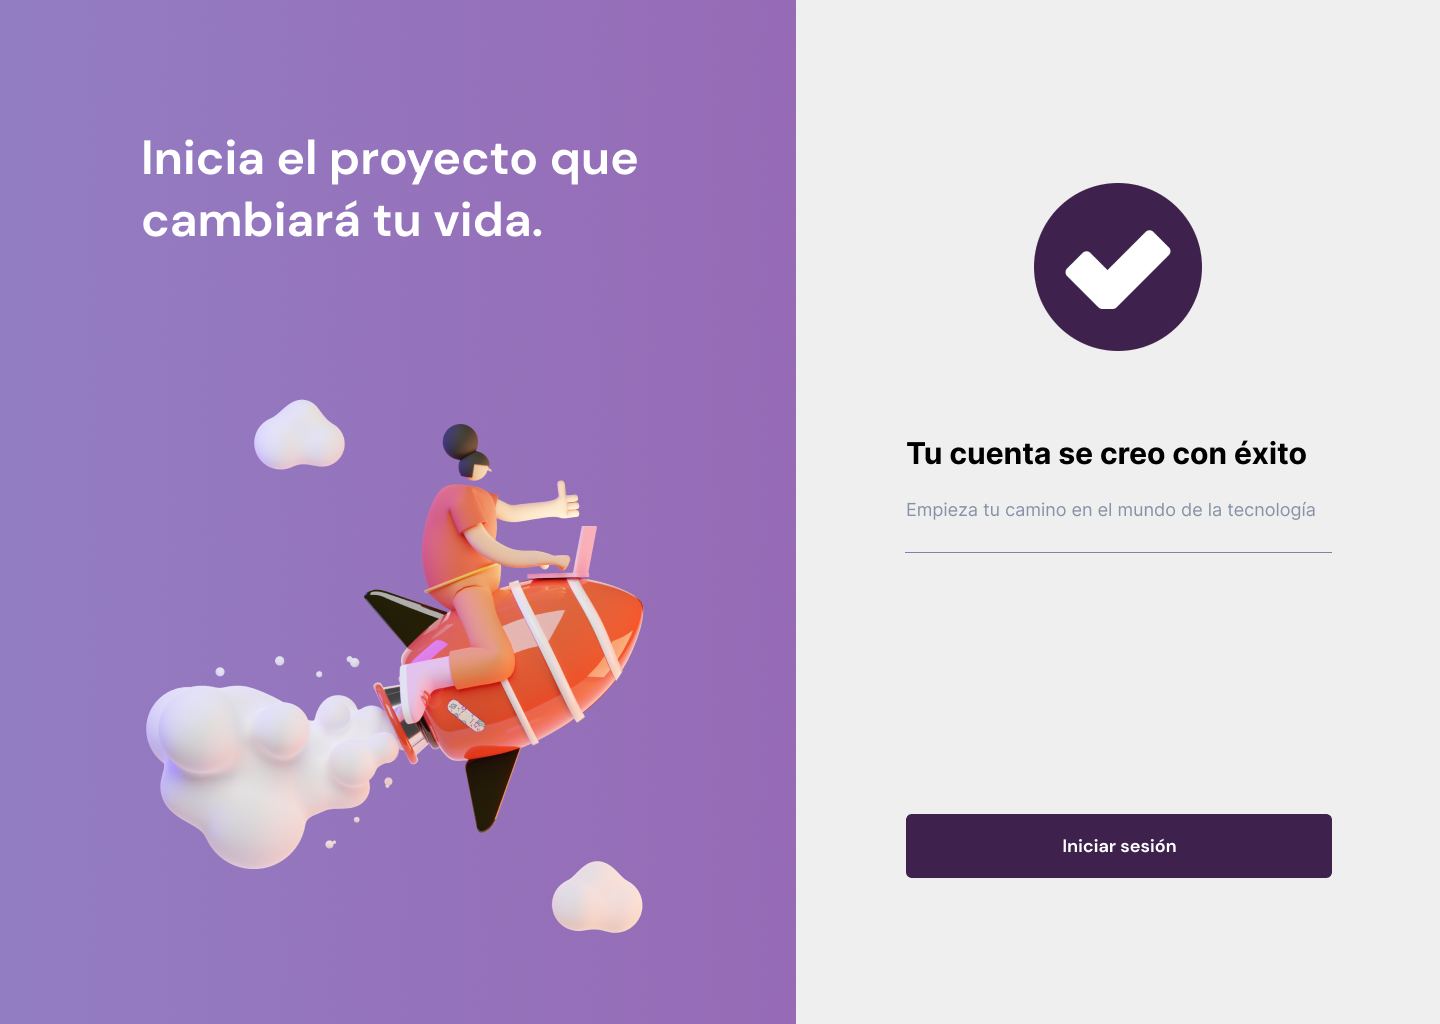 Inicia el proyecto que
cambiará tu vida.
Tu cuenta se creo con éxito
Empieza tu camino en el mundo de la tecnología
Iniciar sesión